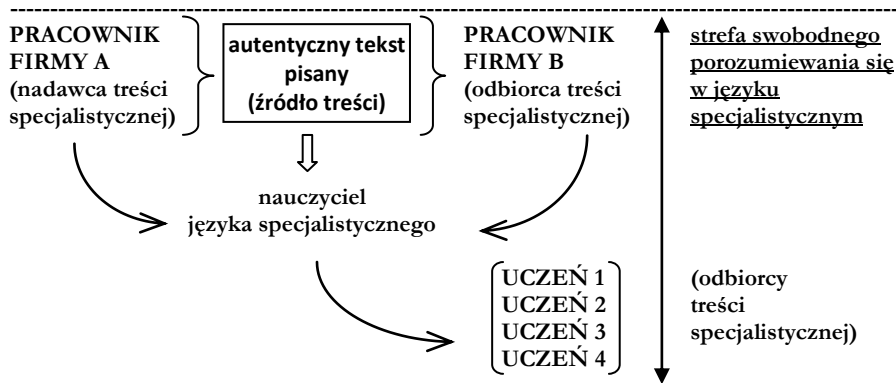 PRACOWNIK
FIRMY A
(nadawca treści
specjalistycznej)
autentyczny tekst
pisany
(źródło treści)
PRACOWNIK
FIRMY B
(odbiorca treści
specjalistycznej)
strefa swobodnego
porozumiewania się
w języku
specjalistycznym
nauczyciel
języka specjalistycznego
UCZEŃ 1
UCZEŃ 2
UCZEŃ 3
UCZEŃ 4
(odbiorcy
treści
specjalistycznej)